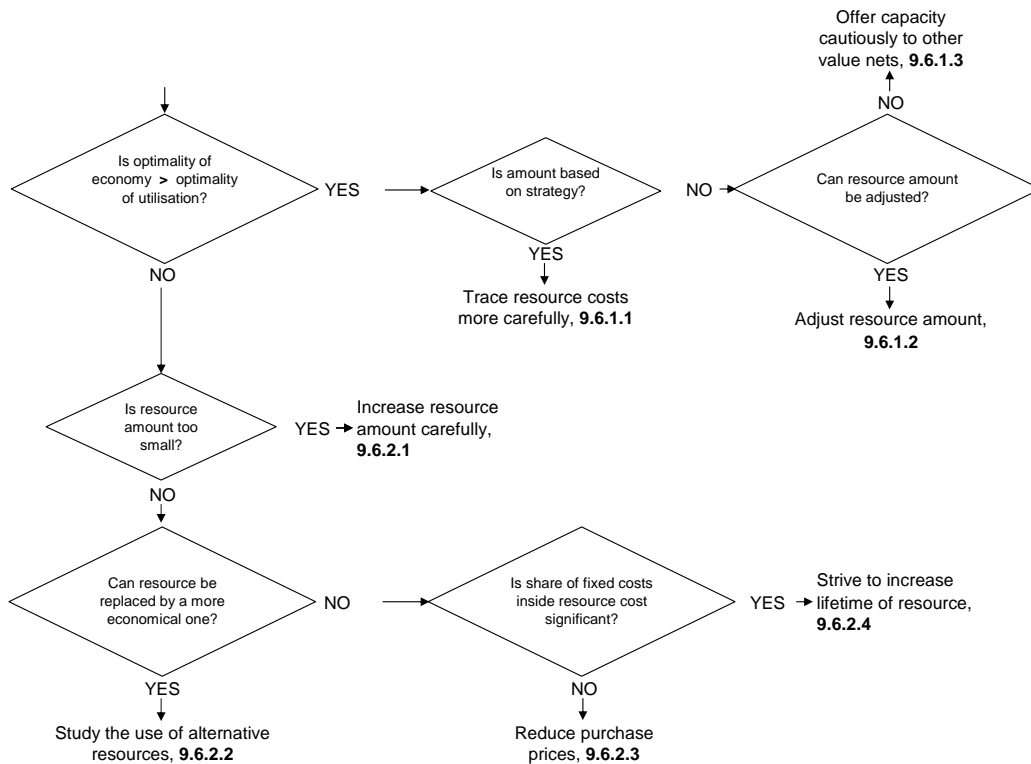 Offer capacity
cautiously to other
value nets, 9.6.1.3
NO
Is optimality of
economy > optimality
of utilisation?
YES
Is amount based
on strategy?
NO
Can resource amount
be adjusted?
YES
YES
NO
Trace resource costs
more carefully, 9.6.1.1
Adjust resource amount,
9.6.1.2
Is resource
amount too
small?
YES
Increase resource
amount carefully,
9.6.2.1
NO
Can resource be
replaced by a more
economical one?
NO
Is share of fixed costs
inside resource cost
significant?
YES
Strive to increase
lifetime of resource,
9.6.2.4
YES
NO
Study the use of alternative
resources, 9.6.2.2
Reduce purchase
prices, 9.6.2.3